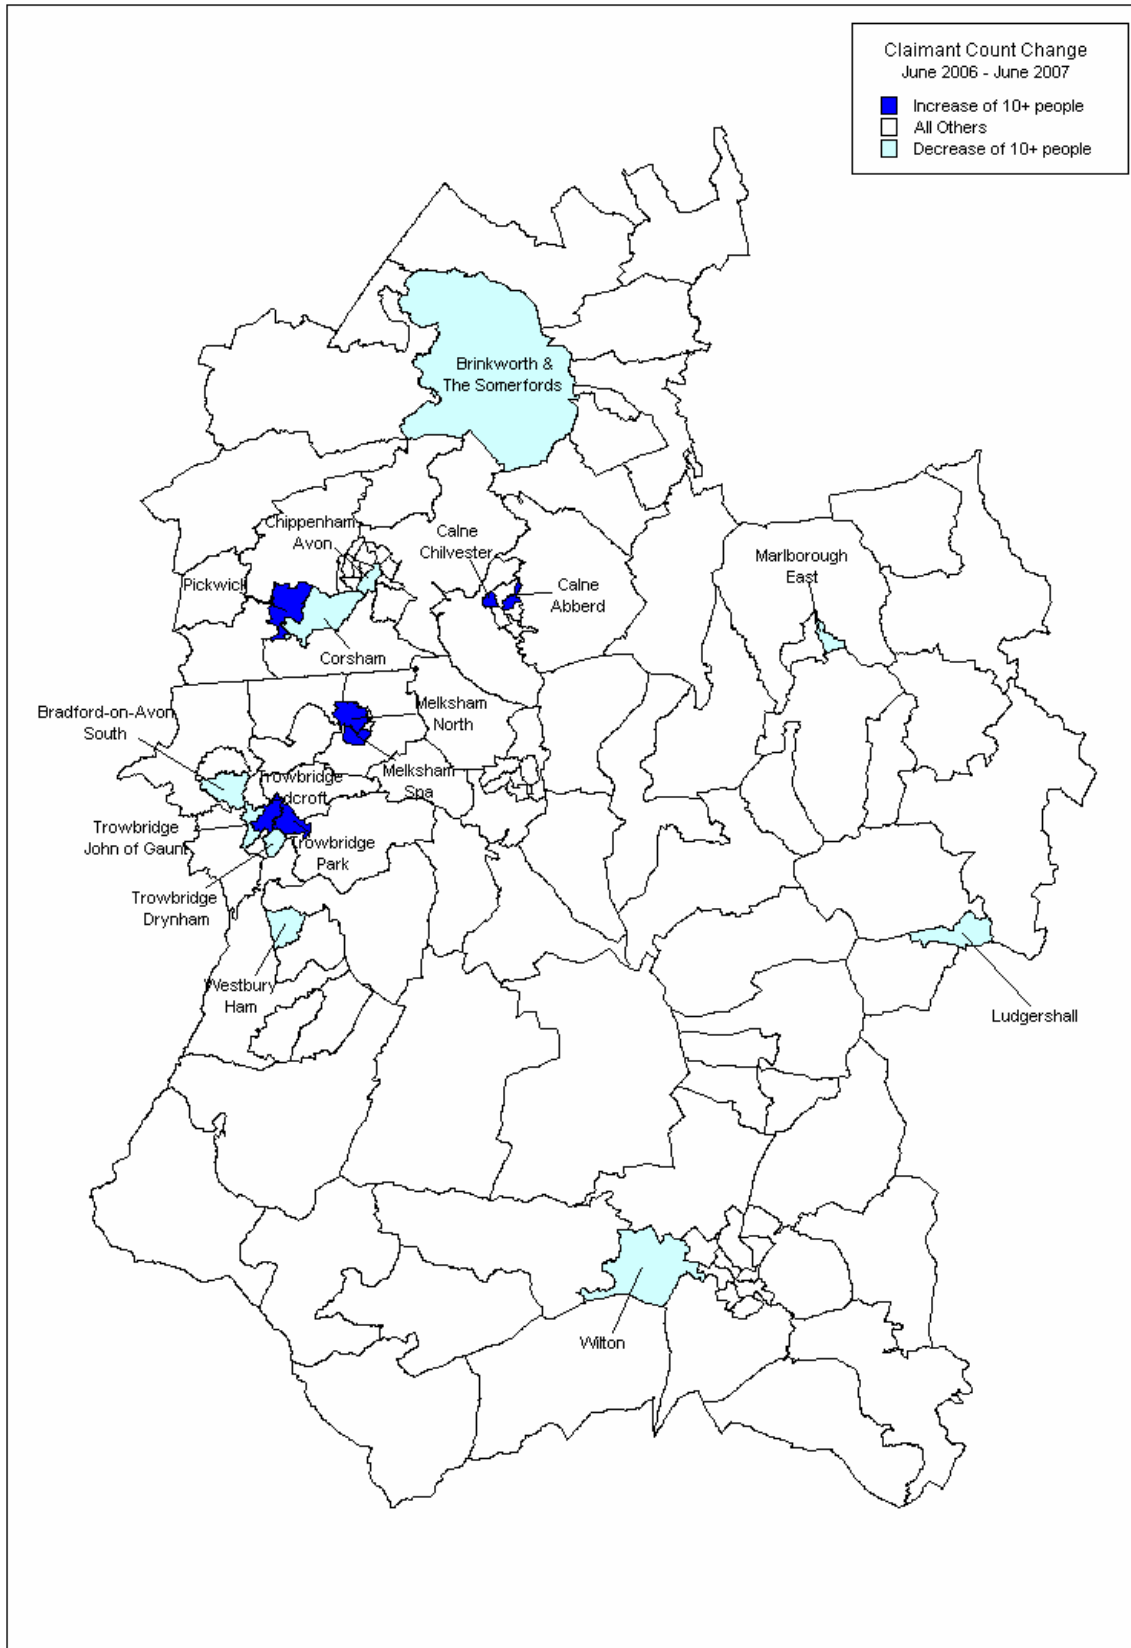 Claimant Count Change
June 2006 - June 2007
Increase of 10+ people
All Others
Decrease of 10+ people
Brinkworth &
The Somerfords
Chippenham
Avon
Calne
Chilvester
Marlborough
East
Pickwick
Calne
Abberd
Corsham
Bradford-on-Avon
South
Melksham
North
Trowbridge
dcroft
Melksham
Spa
Trowbridge
John of Gaunt
Trowbridge
Park
Trowbridge
Drynham
Westbury
Ham
Ludgershall
Wilton